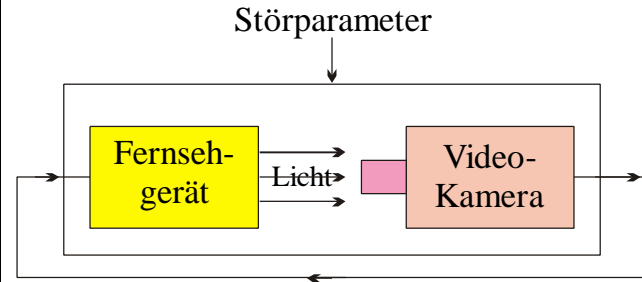 Störparameter
Fernseh-
gerät
Licht
Video-
Kamera